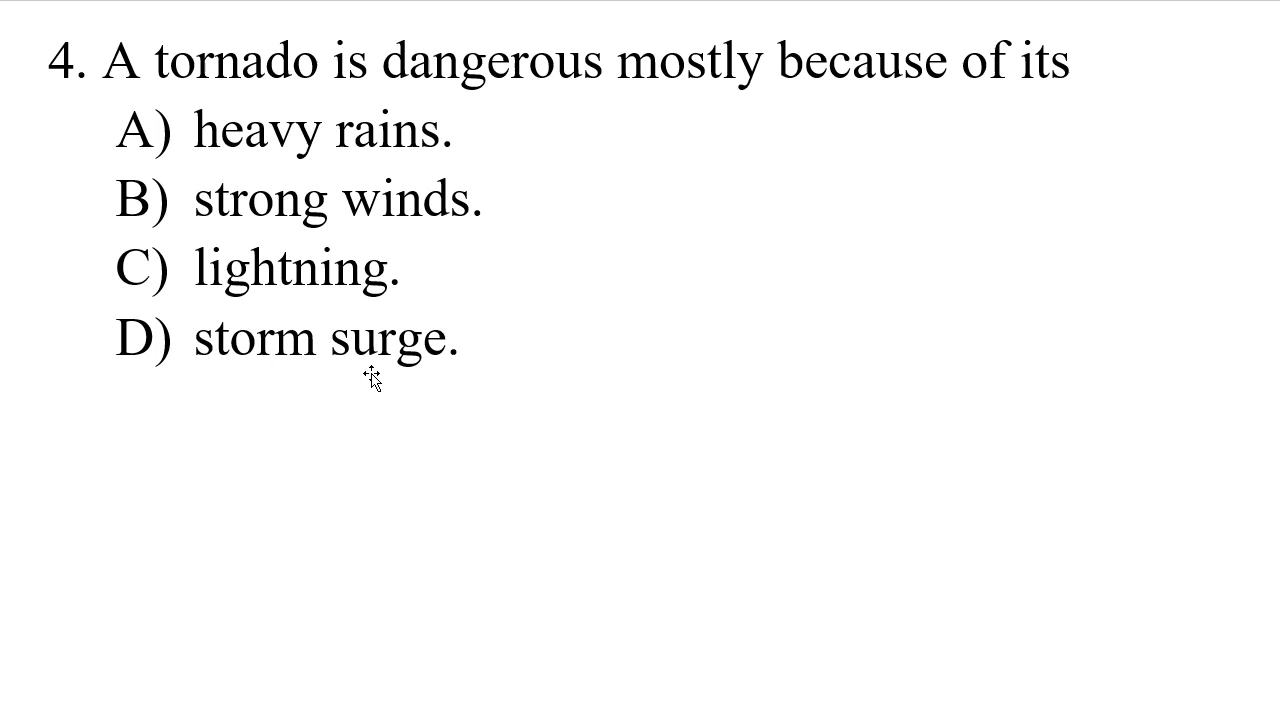 4. A tornado is dangerous mostly because of its
A) heavy rains.
B) strong winds.
C) lightning.
D) storm surge.